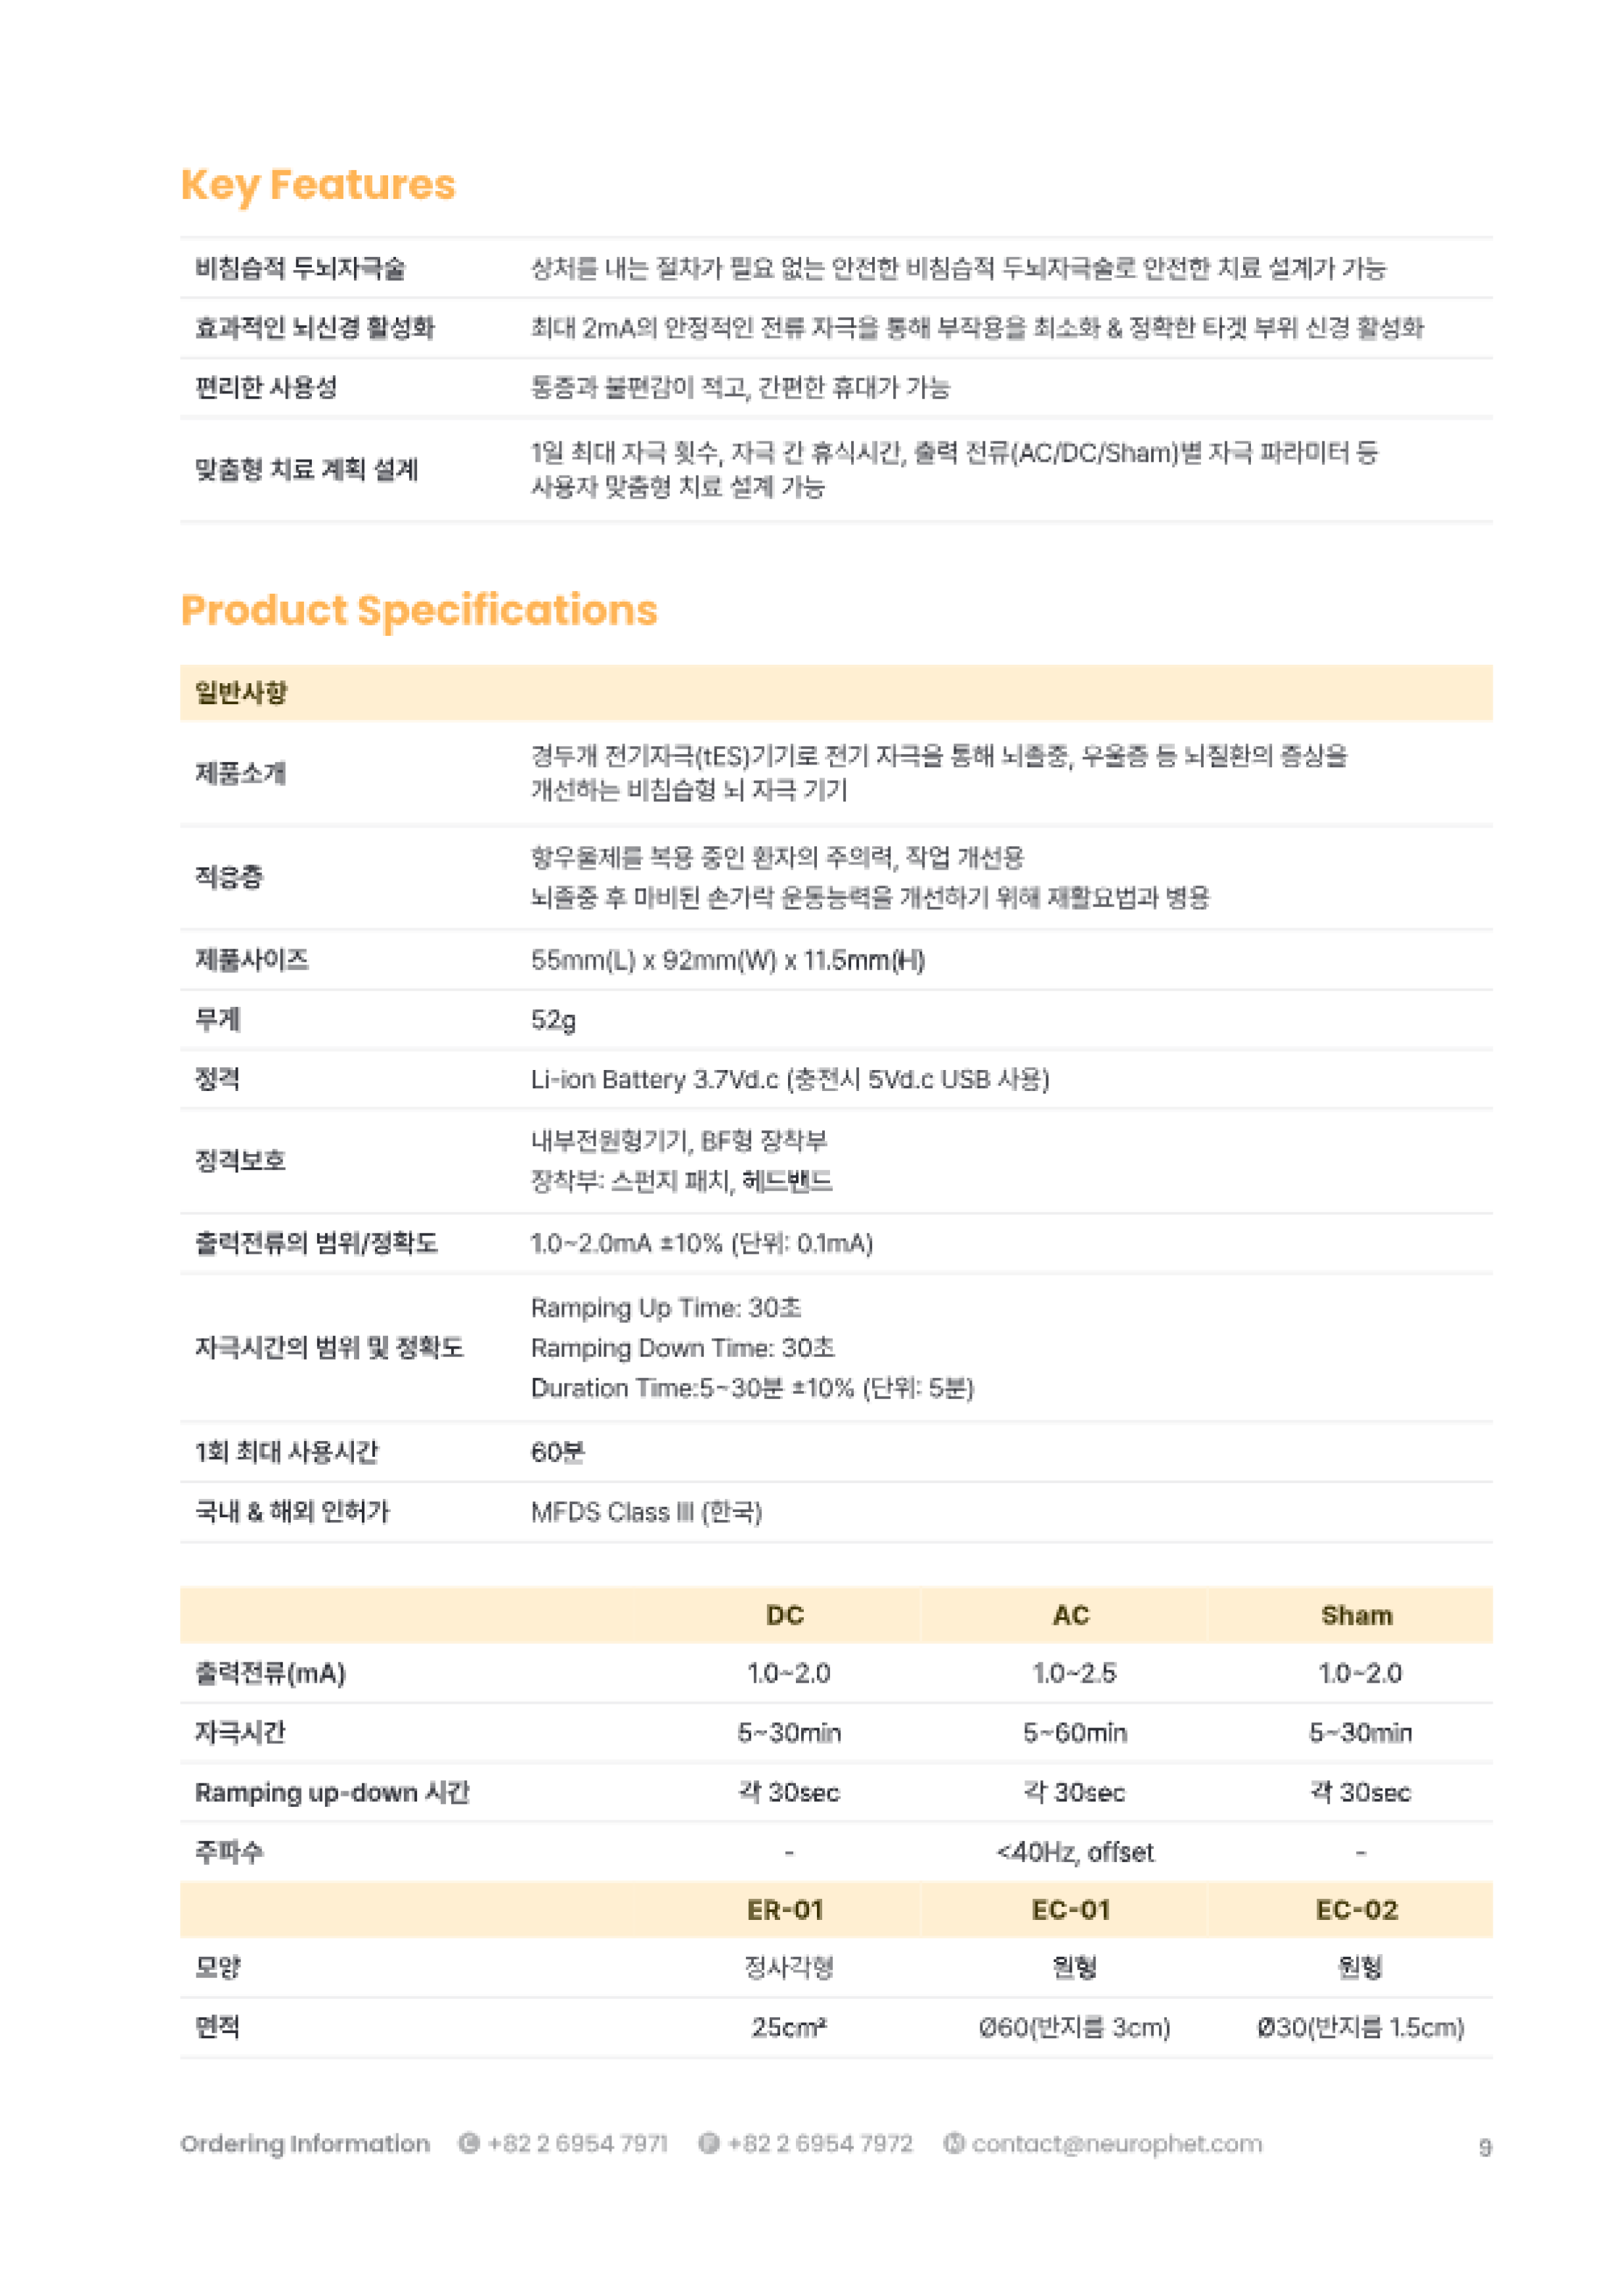 Key Features
비침습적 두뇌자극술 상처를 내는 절차가 필요 없는 안전한 비침습적 두뇌자극술로 안전한 치료 설계가 가능
효과적인 뇌신경 활성화 최대 2mA의 안정적인 전류 자극을 통해 부작용을 최소화 & 정확한 타겟 부위 신경 활성화
편리한 사용성 통증과 불편감이 적고, 간편한 휴대가 가능
맞춤형 치료 계획 설계 1일 최대 자극 횟수, 자극 간 휴식시간, 출력 전류(AC/DC/Sham)별 자극 파라미터 등
사용자 맞춤형 치료 설계 가능
Product Specifications
일반사항
제품소개 경두개 전기자극(tES)기기로 전기 자극을 통해 뇌졸중, 우울증 등 뇌질환의 증상을
개선하는 비침습형 뇌 자극 기기
적응증 항우울제를 복용 중인 환자의 주의력, 작업 개선용
뇌졸중 후 마비된 손가락 운동능력을 개선하기 위해 재활요법과 병용
제품사이즈 55mm(L) x 92mm(W) x 11.5mm(H)
무게 52g
정격 Li-ion Battery 3.7Vd.c (충전시 5Vd.c USB 사용)
정격보호 내부전원형기기, BF형 장착부
장착부: 스펀지 패치, 헤드밴드
출력전류의 범위/정확도 1.0~2.0mA ±10% (단위: 0.1mA)
자극시간의 범위 및 정확도 Ramping Up Time: 30초
Ramping Down Time: 30초
Duration Time:5~30분 ±10% (단위: 5분)
1회 최대 사용시간 60분
국내 & 해외 인허가 MFDS Class III (한국)
DC AC Sham
출력전류(mA) 1.0~2.0 1.0~2.5 1.0~2.0
자극시간 5~30min 5~60min 5~30min
Ramping up-down 시간 각 30sec 각 30sec 각 30sec
주파수 - <40Hz, offset -
ER-01 EC-01 EC-02
모양 정사각형 원형 원형
면적 25cm² Ø60(반지름 3cm) Ø30(반지름 1.5cm)
Ordering Information +82 2 6954 7971 +82 2 6954 7972 contact@neurophet.com 9